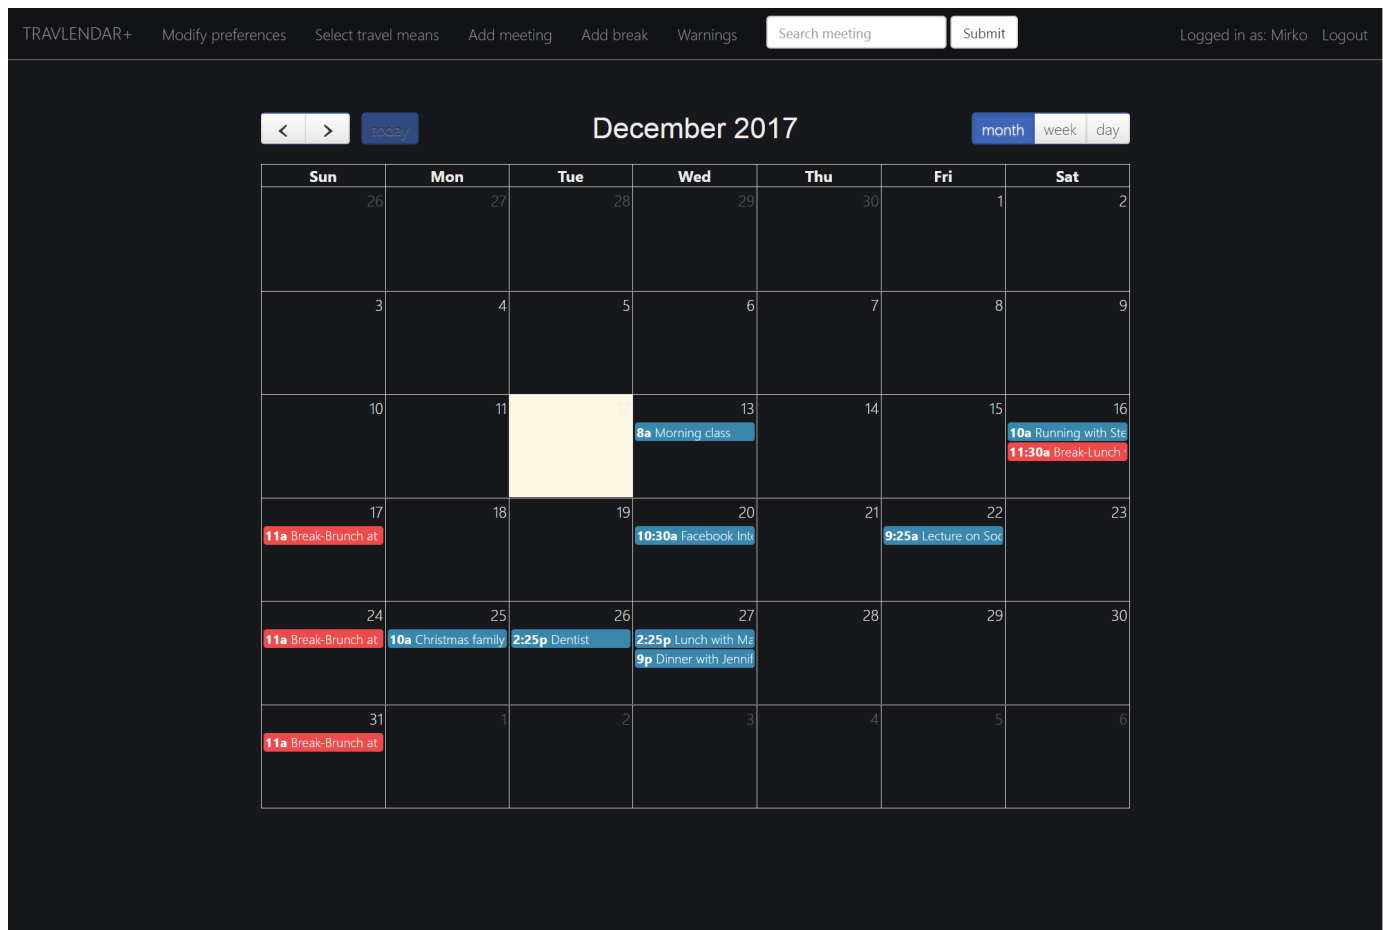 TRAVLENDAR+ Modify preferences Select travel means Add meeting Add break Warnings Search meeting Submit Logged in as: Mirko Logout
today December 2017 month week day
Sun Mon Tue Wed Thu Fri Sat
26 27 28 29 30 1 2
3 4 5 6 7 8 9
10 11 12 13 14 15 16
8a Morning class 10a Running with Ste
11:30a Break-Lunch
17 18 19 20 21 22 23
11a Break-Brunch at 10:30a Facebook Int 9:25a Lecture on Soc
24 25 26 27 28 29 30
11a Break-Brunch at 10a Christmas family 2:25p Dentist 2:25p Lunch with Ma
9p Dinner with Jennif
31 1 2 3 4 5 6
11a Break-Brunch at